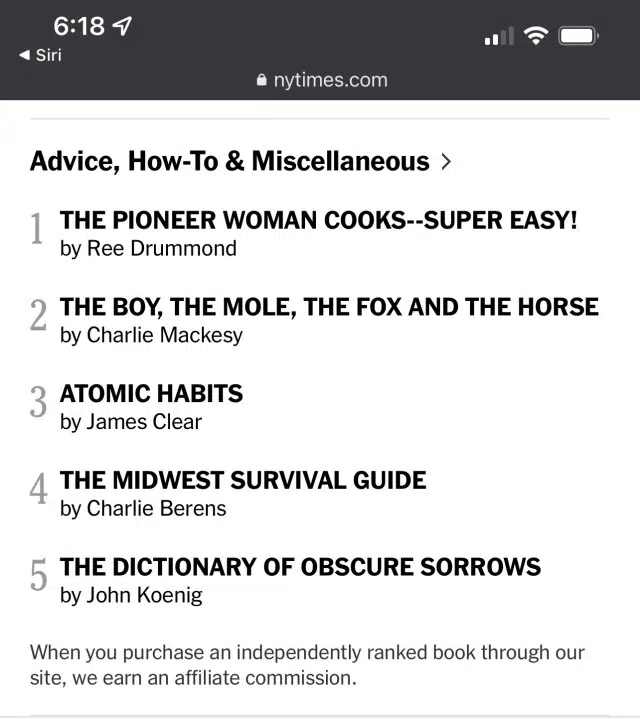 6:18
◀ Siri
nytimes.com
Advice, How-To & Miscellaneous >
1 THE PIONEER WOMAN COOKS--SUPER EASY!
by Ree Drummond
2 THE BOY, THE MOLE, THE FOX AND THE HORSE
by Charlie Mackesy
3 ATOMIC HABITS
by James Clear
4 THE MIDWEST SURVIVAL GUIDE
by Charlie Berens
5 THE DICTIONARY OF OBSCURE SORROWS
by John Koenig
When you purchase an independently ranked book through our
site, we earn an affiliate commission.